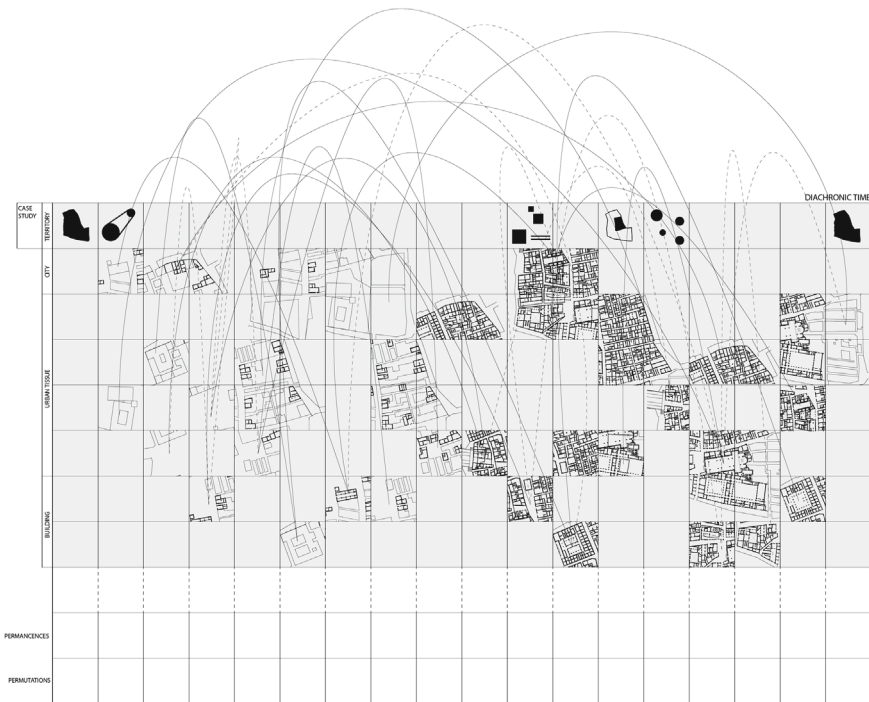 DIACHRONIC TIME
CASE
STUDY
TERRITORY
CITY
URBAN TISSUE
BUILDING
PERMANCENCES
PERMUTATIONS